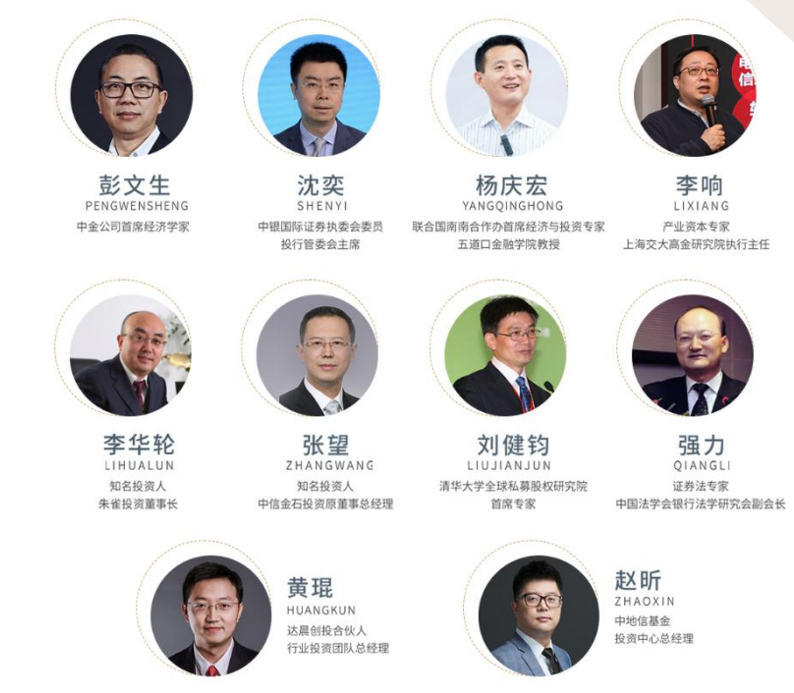 彭文生
PENGWENSHENG
中金公司首席经济学家
沈奕
SHENYI
中银国际证券执委会委员
投行管委会主席
杨庆宏
YANGQINGHONG
联合国南南合作办首席经济与投资专家
五道口金融学院教授
李响
LIXIANG
产业资本专家
上海交大高金研究院执行主任
李华轮
LIHUALUN
知名投资人
朱雀投资董事长
张望
ZHANGWANG
知名投资人
中信金石投资原董事总经理
刘健钧
LIUJIANJUN
清华大学全球私募股权研究院
首席专家
强力
QIANGLI
证券法专家
中国法学会银行法学研究会副会长
黄琨
HUANGKUN
达晨创投合伙人
行业投资团队总经理
赵昕
ZHAOXIN
中地信基金
投资中心总经理